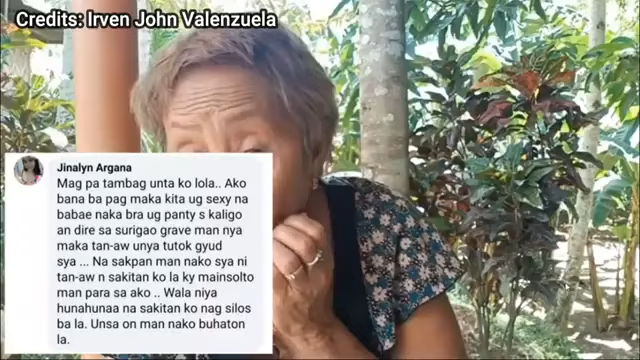 Credits: Irven John Valenzuela
Jinalyn Argana
Mag pa tambag unta ko lola.. Ako
bana ba pag maka kita ug sexy na
babae naka bra ug panty s kaligo
an dire sa surigao grave man nya
maka tan-aw unya tutok gyud
sya ... Na sakpan man nako sya ni
tan-aw n sakitan ko la ky mainsolto
man para sa ako .. Wala niya
hunahunaa na sakitan ko nag silos
ba la. Unsa on man nako buhaton
la.